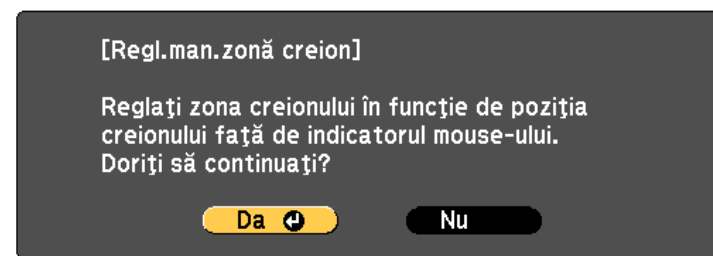 [Regl.man.zonă creion]
Reglaţi zona creionului în funcţie de poziţia
creionului faţă de indicatorul mouse-ului.
Doriţi să continuaţi?
Da
Nu